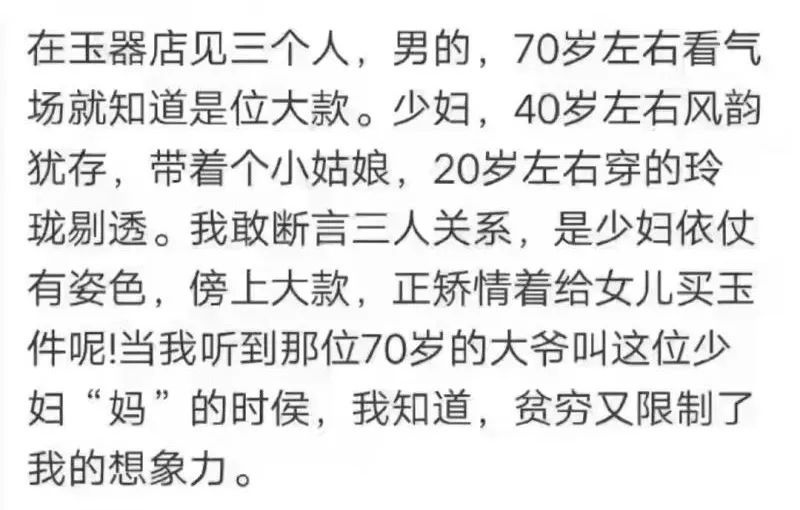 在玉器店见三个人，男的，70岁左右看气
场就知道是位大款。少妇，40岁左右风韵
犹存，带着个小姑娘，20岁左右穿的玲
珑剔透。我敢断言三人关系，是少妇依仗
有姿色，傍上大款，正矫情着给女儿买玉
件呢!当我听到那位70岁的大爷叫这位少
妇“妈”的时侯，我知道，贫穷又限制了
我的想象力。